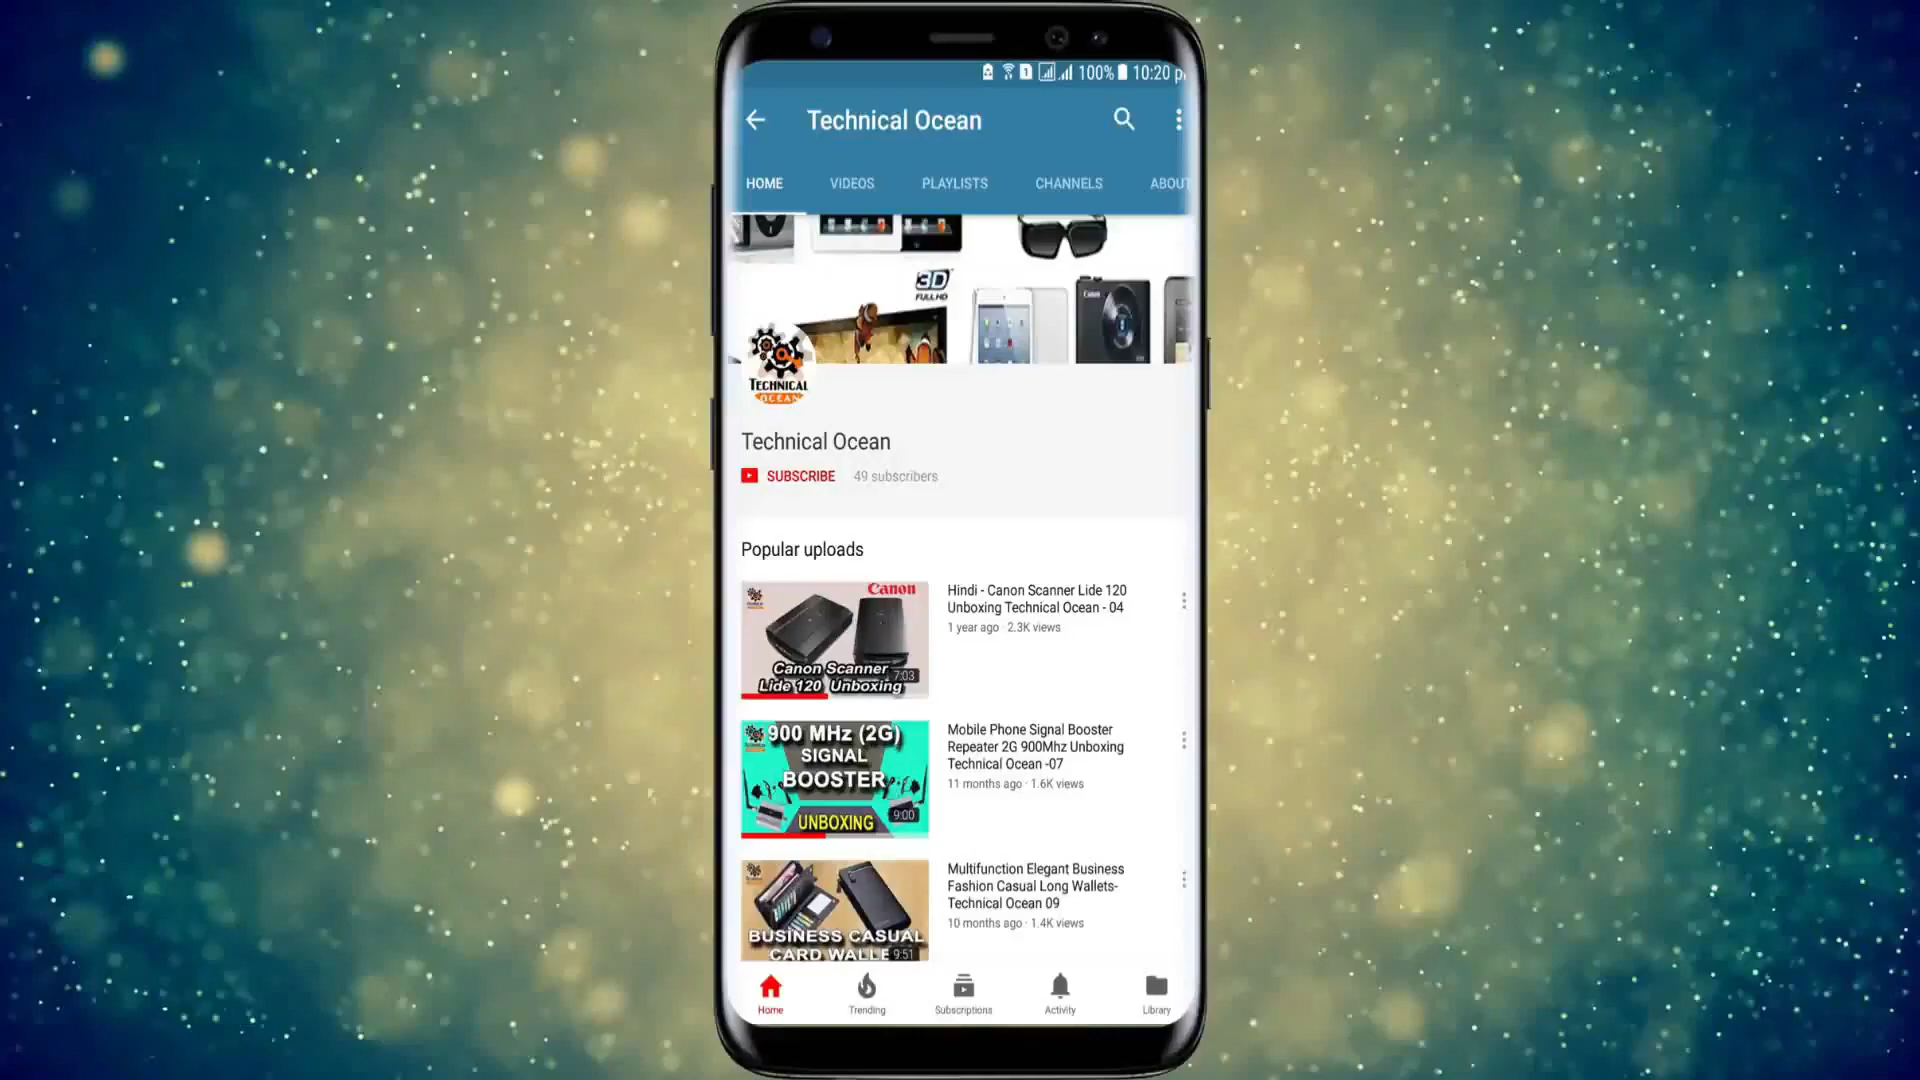 100% 10:20 p
Technical Ocean
HOME VIDEOS PLAYLISTS CHANNELS ABOUT
3D
FULL HD
Canon
TECHNICAL
OCEAN
Technical Ocean
SUBSCRIBE 49 subscribers
Popular uploads
Canon
Canon Scanner
Lide 120 Unboxing
7:03
Hindi - Canon Scanner Lide 120
Unboxing Technical Ocean - 04
1 year ago · 2.3K views
900 MHz (2G)
SIGNAL
BOOSTER
UNBOXING
9:00
Mobile Phone Signal Booster
Repeater 2G 900Mhz Unboxing
Technical Ocean -07
11 months ago · 1.6K views
BUSINESS CASUAL
CARD WALLE
9:51
Multifunction Elegant Business
Fashion Casual Long Wallets-
Technical Ocean 09
10 months ago · 1.4K views
Home Trending Subscriptions Activity Library